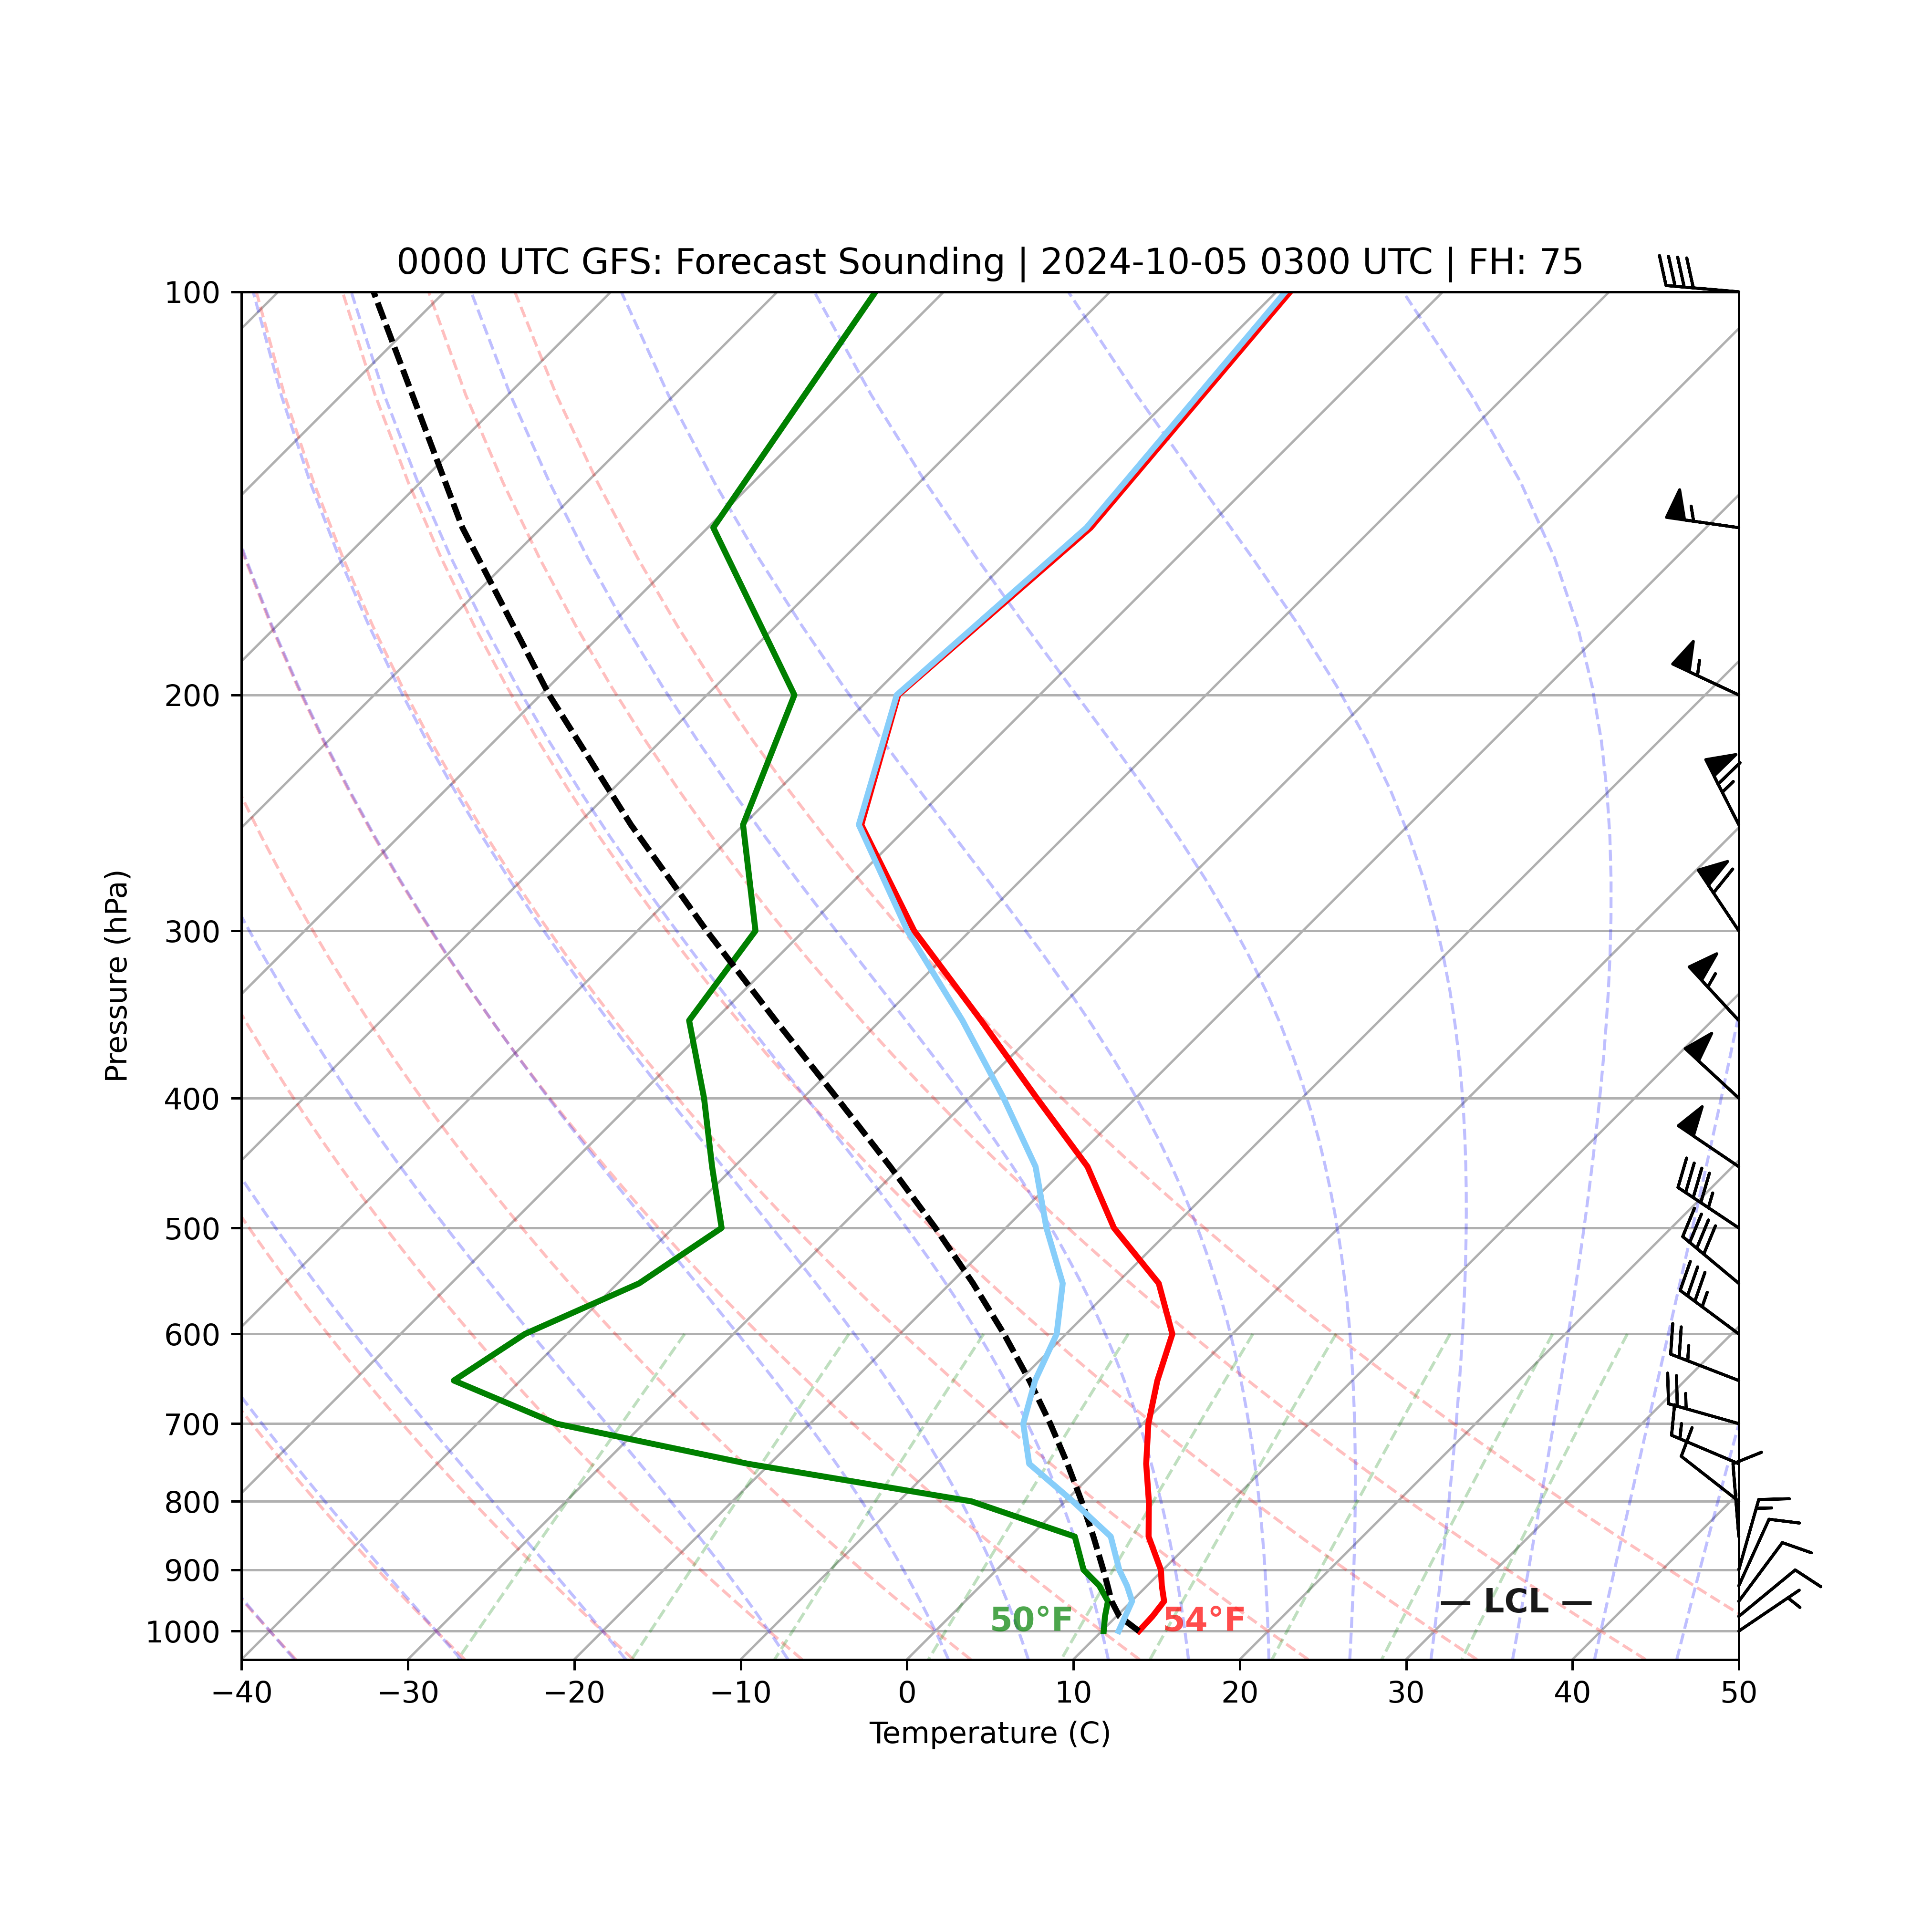 0000 UTC GFS: Forecast Sounding | 2024-10-05 0300 UTC | FH: 75
100
200
300
400
500
600
700
800
900
1000
Pressure (hPa)
50°F
54°F
— LCL —
−40 −30 −20 −10 0 10 20 30 40 50
Temperature (C)